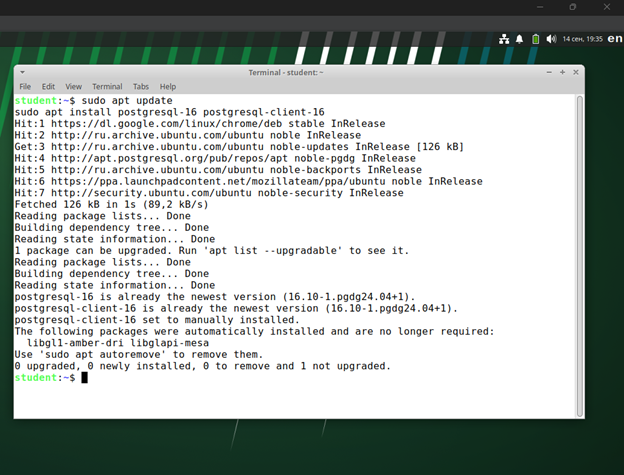 14 сен, 19:35 en
Terminal - student: ~
File Edit View Terminal Tabs Help
student:~$ sudo apt update
sudo apt install postgresql-16 postgresql-client-16
Hit:1 https://dl.google.com/linux/chrome/deb stable InRelease
Hit:2 http://ru.archive.ubuntu.com/ubuntu noble InRelease
Get:3 http://ru.archive.ubuntu.com/ubuntu noble-updates InRelease [126 kB]
Hit:4 http://apt.postgresql.org/pub/repos/apt noble-pgdg InRelease
Hit:5 http://ru.archive.ubuntu.com/ubuntu noble-backports InRelease
Hit:6 https://ppa.launchpadcontent.net/mozillateam/ppa/ubuntu noble InRelease
Hit:7 http://security.ubuntu.com/ubuntu noble-security InRelease
Fetched 126 kB in 1s (89,2 kB/s)
Reading package lists... Done
Building dependency tree... Done
Reading state information... Done
1 package can be upgraded. Run 'apt list --upgradable' to see it.
Reading package lists... Done
Building dependency tree... Done
Reading state information... Done
postgresql-16 is already the newest version (16.10-1.pgdg24.04+1).
postgresql-client-16 is already the newest version (16.10-1.pgdg24.04+1).
postgresql-client-16 set to manually installed.
The following packages were automatically installed and are no longer required:
libgl1-amber-dri libglapi-mesa
Use 'sudo apt autoremove' to remove them.
0 upgraded, 0 newly installed, 0 to remove and 1 not upgraded.
student:~$